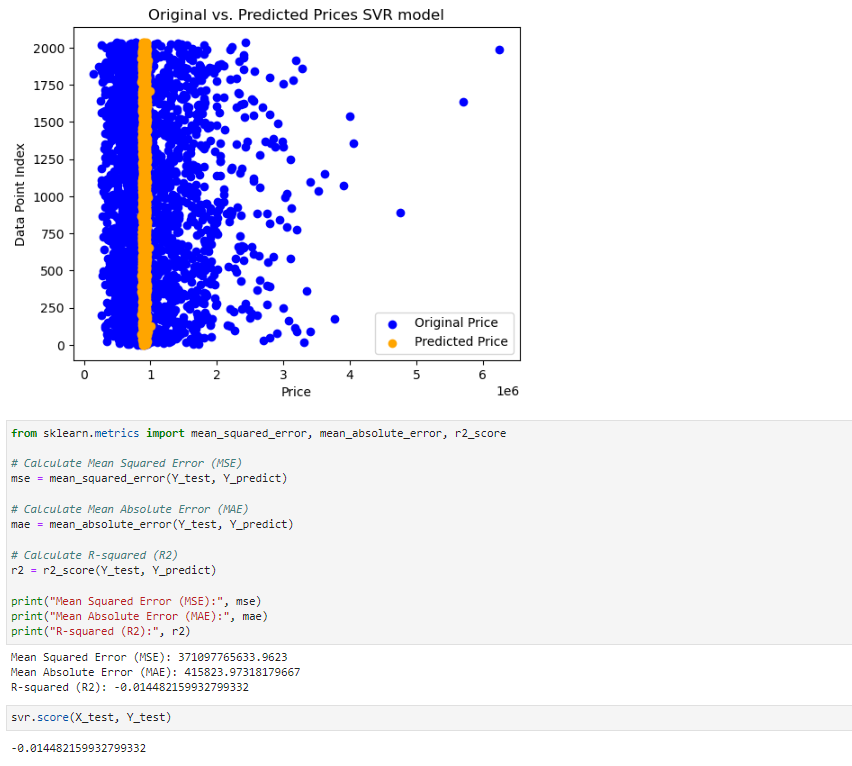 Original vs. Predicted Prices SVR model
Data Point Index
2000
1750
1500
1250
1000
750
500
250
0
Original Price
Predicted Price
0 1 2 3 4 5 6
1e6
Price
from sklearn.metrics import mean_squared_error, mean_absolute_error, r2_score
# Calculate Mean Squared Error (MSE)
mse = mean_squared_error(Y_test, Y_predict)
# Calculate Mean Absolute Error (MAE)
mae = mean_absolute_error(Y_test, Y_predict)
# Calculate R-squared (R2)
r2 = r2_score(Y_test, Y_predict)
print("Mean Squared Error (MSE):", mse)
print("Mean Absolute Error (MAE):", mae)
print("R-squared (R2):", r2)
Mean Squared Error (MSE): 371097765633.9623
Mean Absolute Error (MAE): 415823.97318179667
R-squared (R2): -0.014482159932799332
svr.score(X_test, Y_test)
-0.014482159932799332